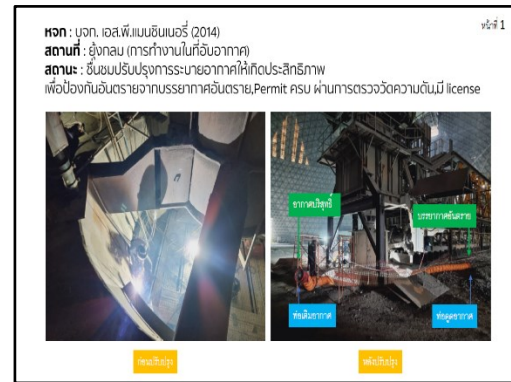 หน้าที่ 1
หจก : บจก. เอส.พี.แมนชินเนอรี่ (2014)
สถานที่ : ยุ้งกลม (การทำงานในที่อับอากาศ)
สถานะ : ชื่นชมปรับปรุงการระบายอากาศให้เกิดประสิทธิภาพ
เพื่อป้องกันอันตรายจากบรรยากาศอันตราย,Permit ครบ ผ่านการตรวจวัดความดัน,มี license
อากาศบริสุทธิ์
บรรยากาศอันตราย
ท่อเติมอากาศ
ท่อดูดอากาศ
ก่อนปรับปรุง
หลังปรับปรุง